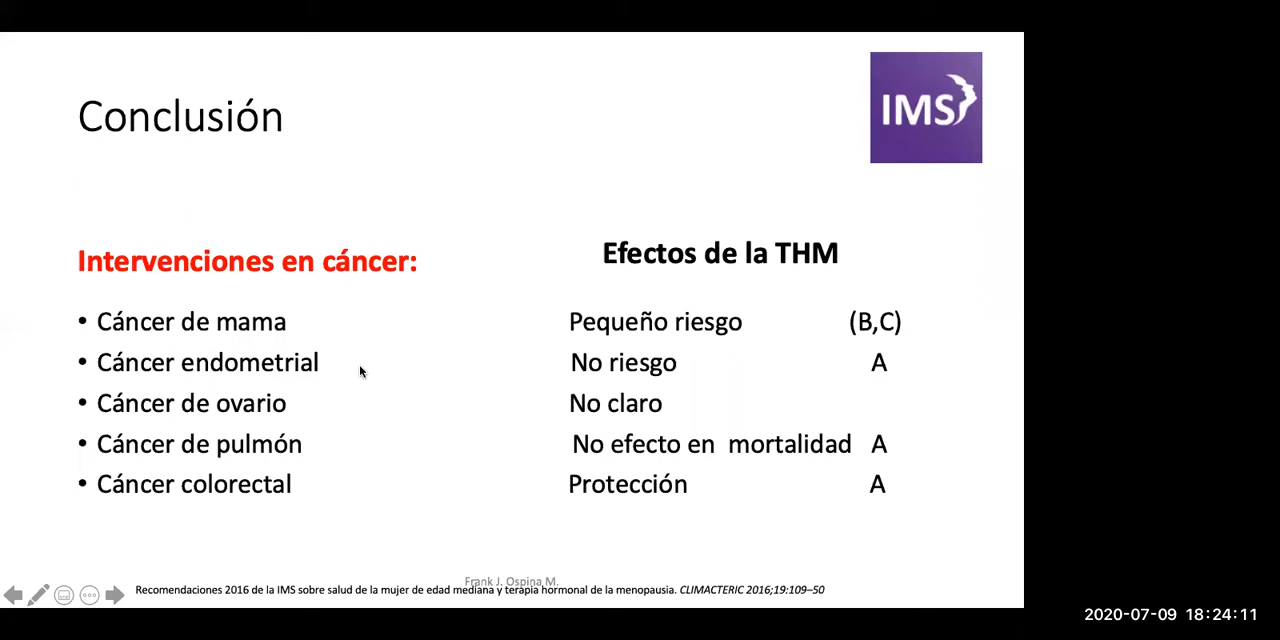 Conclusión
IMS
Intervenciones en cáncer:
Efectos de la THM
• Cáncer de mama Pequeño riesgo (B,C)
• Cáncer endometrial No riesgo A
• Cáncer de ovario No claro
• Cáncer de pulmón No efecto en mortalidad A
• Cáncer colorectal Protección A
Frank J. Ospina M.
Recomendaciones 2016 de la IMS sobre salud de la mujer de edad mediana y terapia hormonal de la menopausia. CLIMACTERIC 2016;19:109–50
2020-07-09 18:24:11